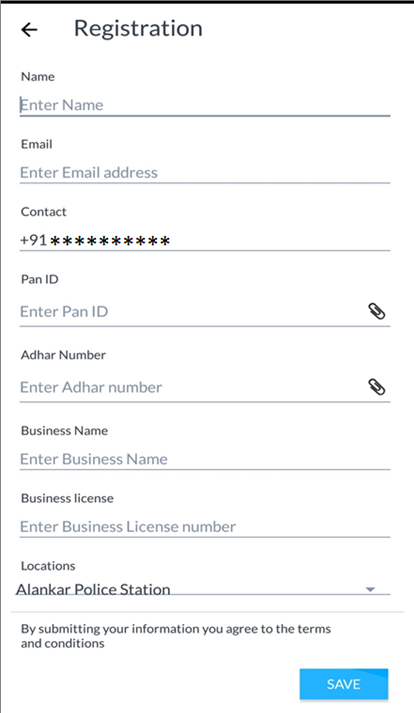 Registration
Name
Enter Name
Email
Enter Email address
Contact
+91 **********
Pan ID
Enter Pan ID
Adhar Number
Enter Adhar number
Business Name
Enter Business Name
Business license
Enter Business License number
Locations
Alankar Police Station
By submitting your information you agree to the terms
and conditions
SAVE